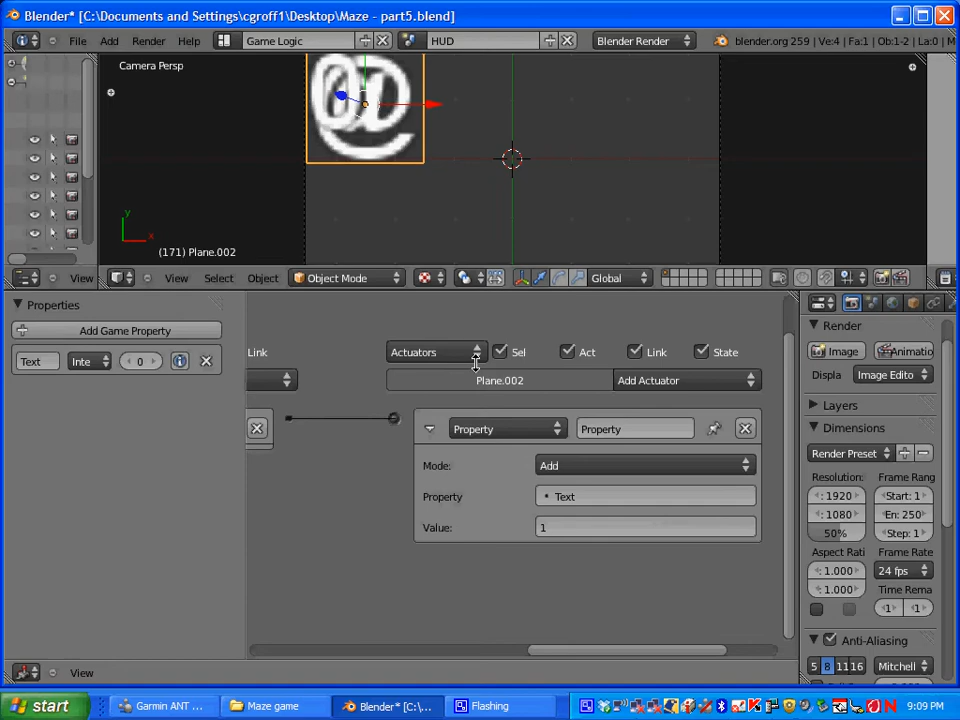 Blender* [C:\Documents and Settings\cgroff1\Desktop\Maze - part5.blend]
File Add Render Help Game Logic HUD Blender Render blender.org 259 | Ve:4 | Fa:1 | Ob:1-2 | La:0 | M
Camera Persp
@
y
x
(171) Plane.002
View View Select Object Object Mode Global
Properties
Add Game Property
Text Inte 0
Link Actuators Sel Act Link State
Plane.002 Add Actuator
Property Property
Mode: Add
Property Text
Value: 1
View
Render
Image Animatio
Displa Image Edito
Layers
Dimensions
Render Preset
Resolution: Frame Rang
: 1920 Start: 1
: 1080 En: 250
50% Step: 1
Aspect Rati Frame Rate
: 1.000 24 fps
: 1.000 Time Rema
1 1
Anti-Aliasing
5 8 11 16 Mitchell
start Garmin ANT ... Maze game Blender* [C:\... Flashing 9:09 PM